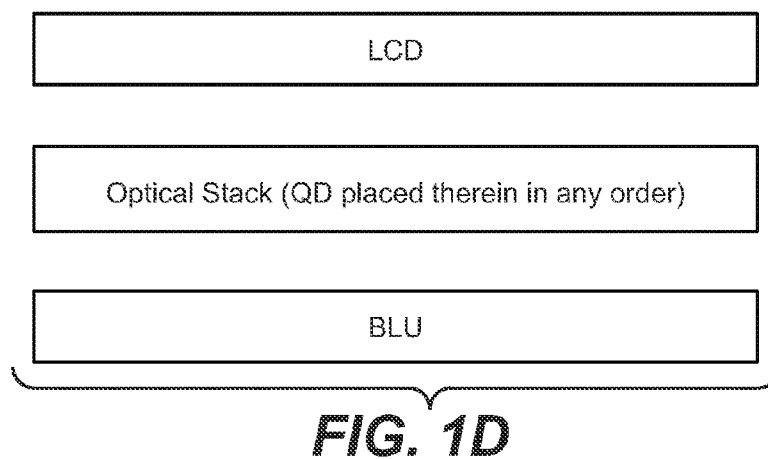 LCD
Optical Stack (QD placed therein in any order)
BLU
FIG. 1D